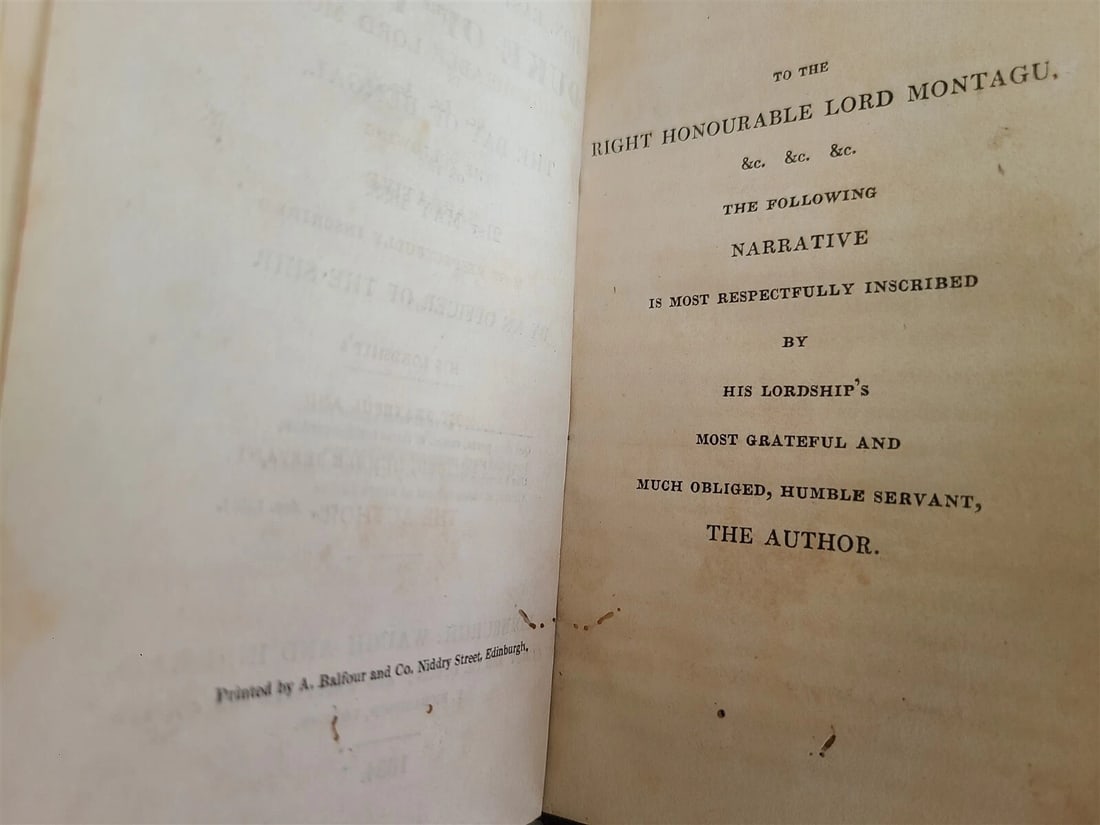 Printed by A. Balfour and Co. Niddry Street, Edinburgh,
TO THE
RIGHT HONOURABLE LORD MONTAGU,
&c. &c. &c.
THE FOLLOWING
NARRATIVE
IS MOST RESPECTFULLY INSCRIBED
BY
HIS LORDSHIP'S
MOST GRATEFUL AND
MUCH OBLIGED, HUMBLE SERVANT,
THE AUTHOR.